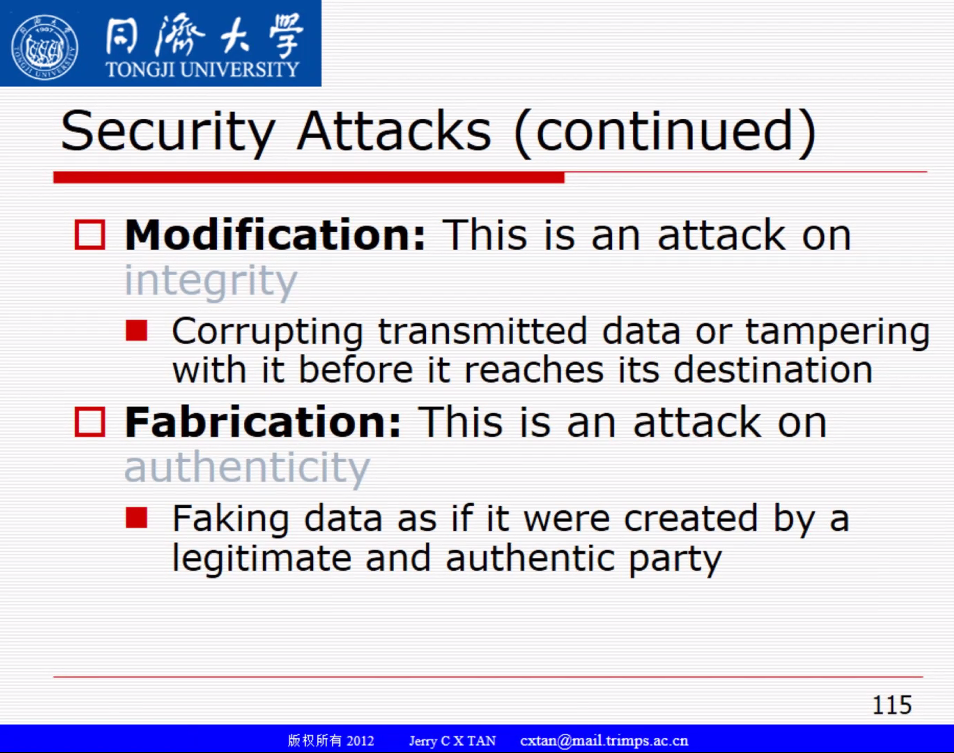 同濟大學
TONGJI UNIVERSITY
Security Attacks (continued)
Modification: This is an attack on
integrity
Corrupting transmitted data or tampering
with it before it reaches its destination
Fabrication: This is an attack on
authenticity
Faking data as if it were created by a
legitimate and authentic party
115
版权所有 2012 Jerry C X TAN cxtan@mail.trimps.ac.cn